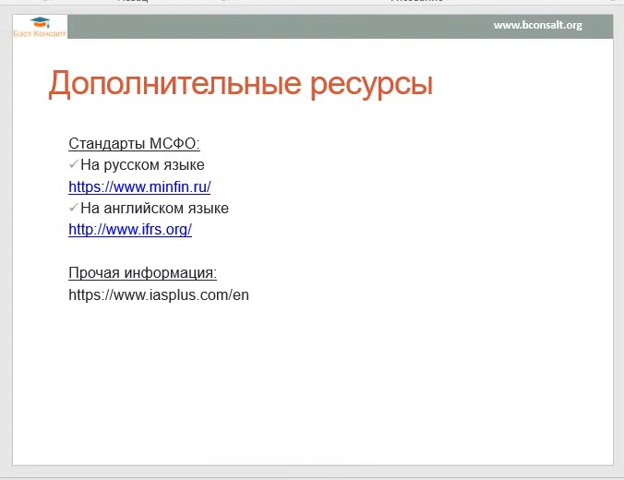 Бэст Консалт
www.bconsalt.org
Дополнительные ресурсы
Стандарты МСФО:
✓На русском языке
https://www.minfin.ru/
✓На английском языке
http://www.ifrs.org/
Прочая информация:
https://www.iasplus.com/en